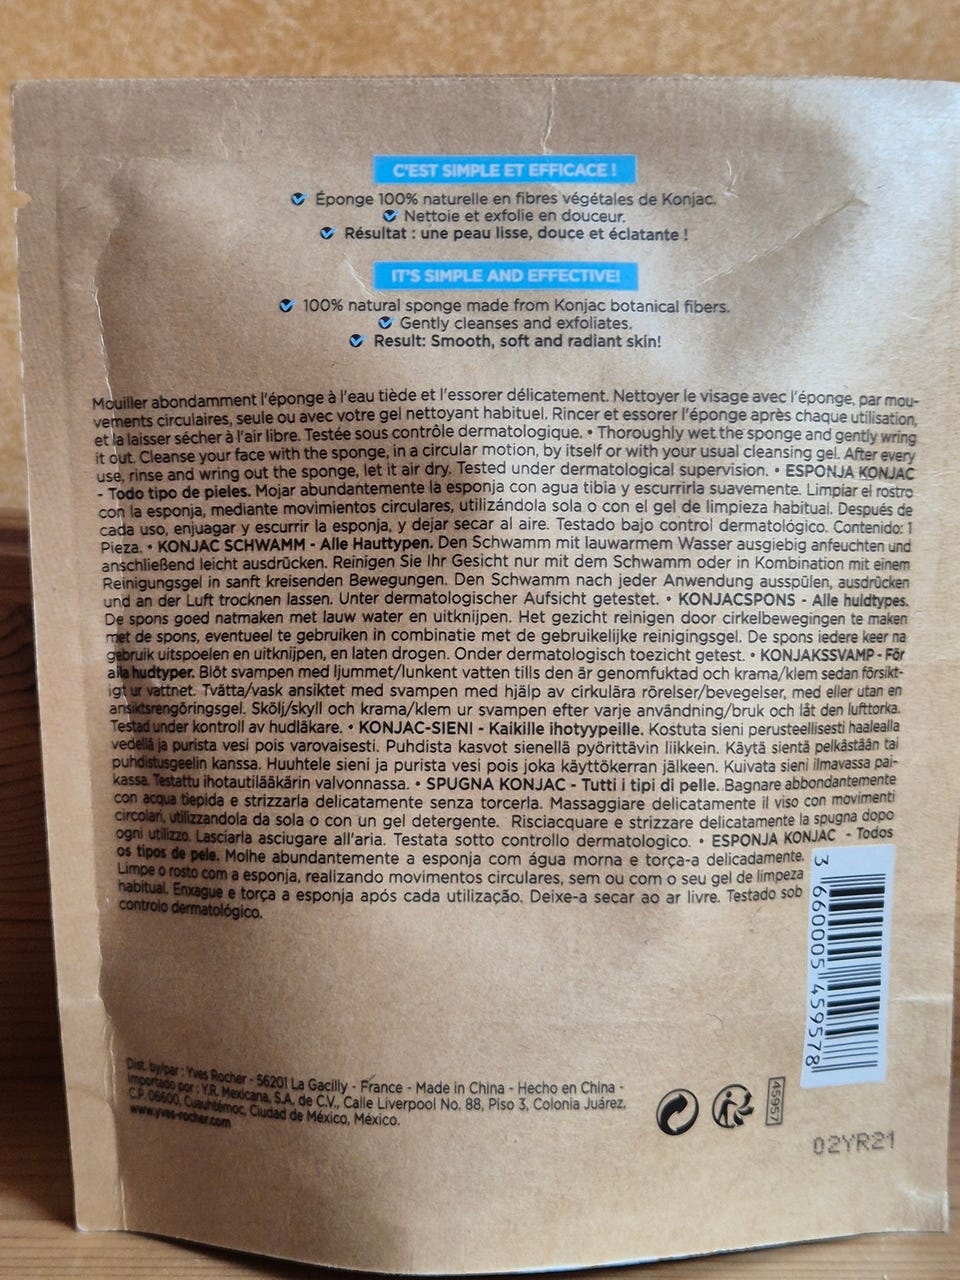 C'EST SIMPLE ET EFFICACE !
Éponge 100% naturelle en fibres végétales de Konjac.
Nettoie et exfolie en douceur.
Résultat : une peau lisse, douce et éclatante !
IT'S SIMPLE AND EFFECTIVE!
100% natural sponge made from Konjac botanical fibers.
Gently cleanses and exfoliates.
Result: Smooth, soft and radiant skin!
Mouiller abondamment l'éponge à l'eau tiède et l'essorer délicatement. Nettoyer le visage avec l'éponge, par mou-
vements circulaires, seule ou avec votre gel nettoyant habituel. Rincer et essorer l'éponge après chaque utilisation,
et la laisser sécher à l'air libre. Testée sous contrôle dermatologique. • Thoroughly wet the sponge and gently wring
it out. Cleanse your face with the sponge, in a circular motion, by itself or with your usual cleansing gel. After every
use, rinse and wring out the sponge, let it air dry. Tested under dermatological supervision. • ESPONJA KONJAC
- Todo tipo de pieles. Mojar abundantemente la esponja con agua tibia y escurrirla suavemente. Limpiar el rostro
con la esponja, mediante movimientos circulares, utilizándola sola o con el gel de limpieza habitual. Después de
cada uso, enjuagar y escurrir la esponja, y dejar secar al aire. Testado bajo control dermatológico. Contenido: 1
Pieza. • KONJAC SCHWAMM - Alle Hauttypen. Den Schwamm mit lauwarmem Wasser ausgiebig anfeuchten und
anschließend leicht ausdrücken. Reinigen Sie Ihr Gesicht nur mit dem Schwamm oder in Kombination mit einem
Reinigungsgel in sanft kreisenden Bewegungen. Den Schwamm nach jeder Anwendung ausspülen, ausdrücken
und an der Luft trocknen lassen. Unter dermatologischer Aufsicht getestet. • KONJACSPONS - Alle huidtypes.
De spons goed natmaken met lauw water en uitknijpen. Het gezicht reinigen door cirkelbewegingen te maken
met de spons, eventueel te gebruiken in combinatie met de gebruikelijke reinigingsgel. De spons iedere keer na
gebruik uitspoelen en uitknijpen, en laten drogen. Onder dermatologisch toezicht getest. • KONJAKSSVAMP - För
alla hudtyper. Blöt svampen med ljummet/lunkent vatten tills den är genomfuktad och krama/klem sedan försikt-
igt ur vattnet. Tvätta/vask ansiktet med svampen med hjälp av cirkulära rörelser/bevegelser, med eller utan en
ansiktsrengöringsgel. Skölj/skyll och krama/klem ur svampen efter varje användning/bruk och låt den lufttorka.
Testad under kontroll av hudläkare. • KONJAC-SIENI - Kaikille ihotyypeille. Kostuta sieni perusteellisesti haalealla
vedellä ja purista vesi pois varovaisesti. Puhdista kasvot sienellä pyörittävin liikkein. Käytä sientä pelkästään tai
puhdistusgeelin kanssa. Huuhtele sieni ja purista vesi pois joka käyttökerran jälkeen. Kuivata sieni ilmavassa pai-
kassa. Testattu ihotautilääkärin valvonnassa. • SPUGNA KONJAC - Tutti i tipi di pelle. Bagnare abbondantemente
con acqua tiepida e strizzarla delicatamente senza torcerla. Massaggiare delicatamente il viso con movimenti
circolari, utilizzandola da sola o con un gel detergente. Risciacquare e strizzare delicatamente la spugna dopo
ogni utilizzo. Lasciarla asciugare all'aria. Testata sotto controllo dermatologico. • ESPONJA KONJAC - Todos
os tipos de pele. Molhe abundantemente a esponja com água morna e torça-a delicadamente.
Limpe o rosto com a esponja, realizando movimentos circulares, sem ou com o seu gel de limpeza
habitual. Enxague e torça a esponja após cada utilização. Deixe-a secar ao ar livre. Testado sob
controlo dermatológico.
3 660005 459578
Dist. by/par : Yves Rocher - 56201 La Gacilly - France - Made in China - Hecho en China -
Importado por : Y.R. Mexicana, S.A. de C.V., Calle Liverpool No. 88, Piso 3, Colonia Juárez,
C.P. 06600, Cuauhtémoc, Ciudad de México, México.
www.yves-rocher.com
45957
02YR21